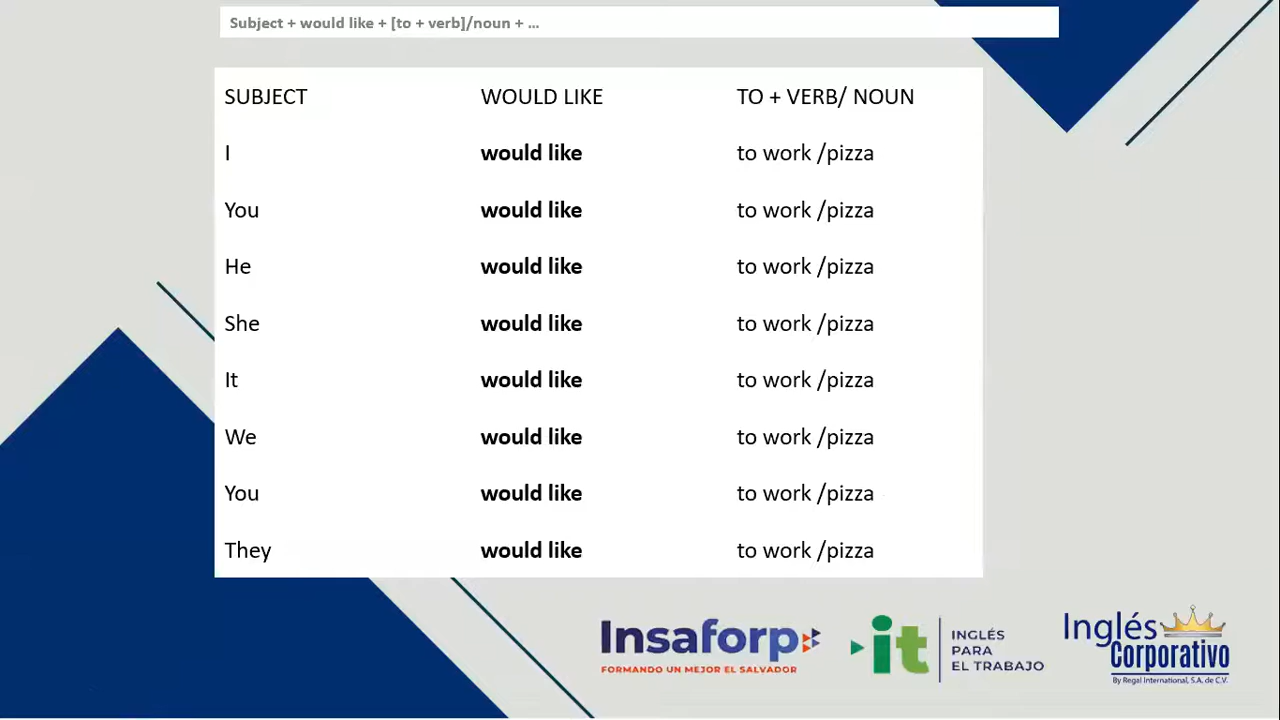 Subject + would like + [to + verb]/noun + ...
SUBJECT WOULD LIKE TO + VERB/ NOUN
I would like to work /pizza
You would like to work /pizza
He would like to work /pizza
She would like to work /pizza
It would like to work /pizza
We would like to work /pizza
You would like to work /pizza
They would like to work /pizza
Insaforp
FORMANDO UN MEJOR EL SALVADOR
it
INGLÉS
PARA
EL TRABAJO
Inglés
Corporativo
By Regal International, S.A. de C.V.